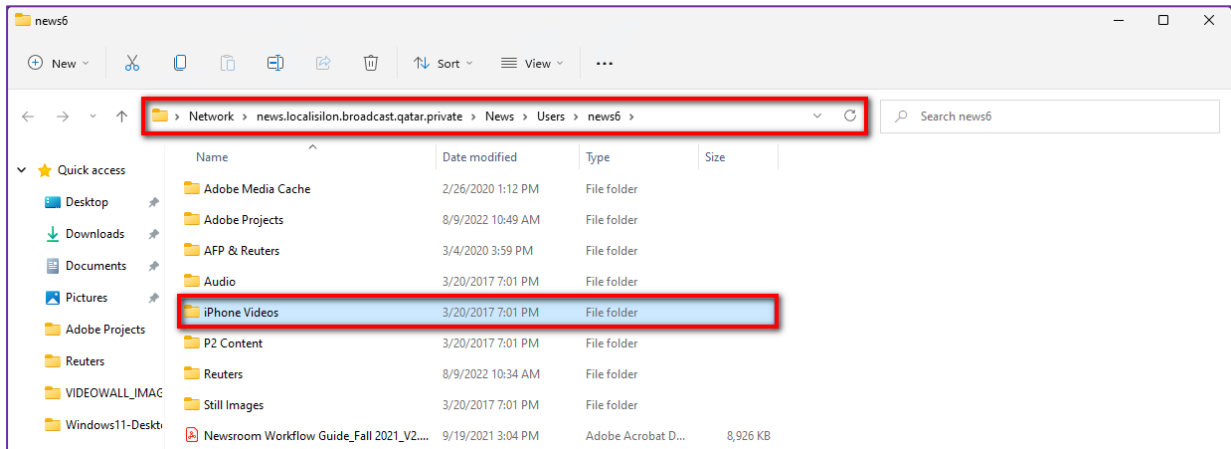 news6
New Sort View ...
Network > news.localisilon.broadcast.qatar.private > News > Users > news6 > Search news6
Name Date modified Type Size
Quick access
Desktop
Downloads
Documents
Pictures
Adobe Projects
Reuters
VIDEOWALL_IMAG
Windows11-Deskt
Adobe Media Cache 2/26/2020 1:12 PM File folder
Adobe Projects 8/9/2022 10:49 AM File folder
AFP & Reuters 3/4/2020 3:59 PM File folder
Audio 3/20/2017 7:01 PM File folder
iPhone Videos 3/20/2017 7:01 PM File folder
P2 Content 3/20/2017 7:01 PM File folder
Reuters 8/9/2022 10:34 AM File folder
Still Images 3/20/2017 7:01 PM File folder
Newsroom Workflow Guide_Fall 2021_V2.... 9/19/2021 3:04 PM Adobe Acrobat D... 8,926 KB